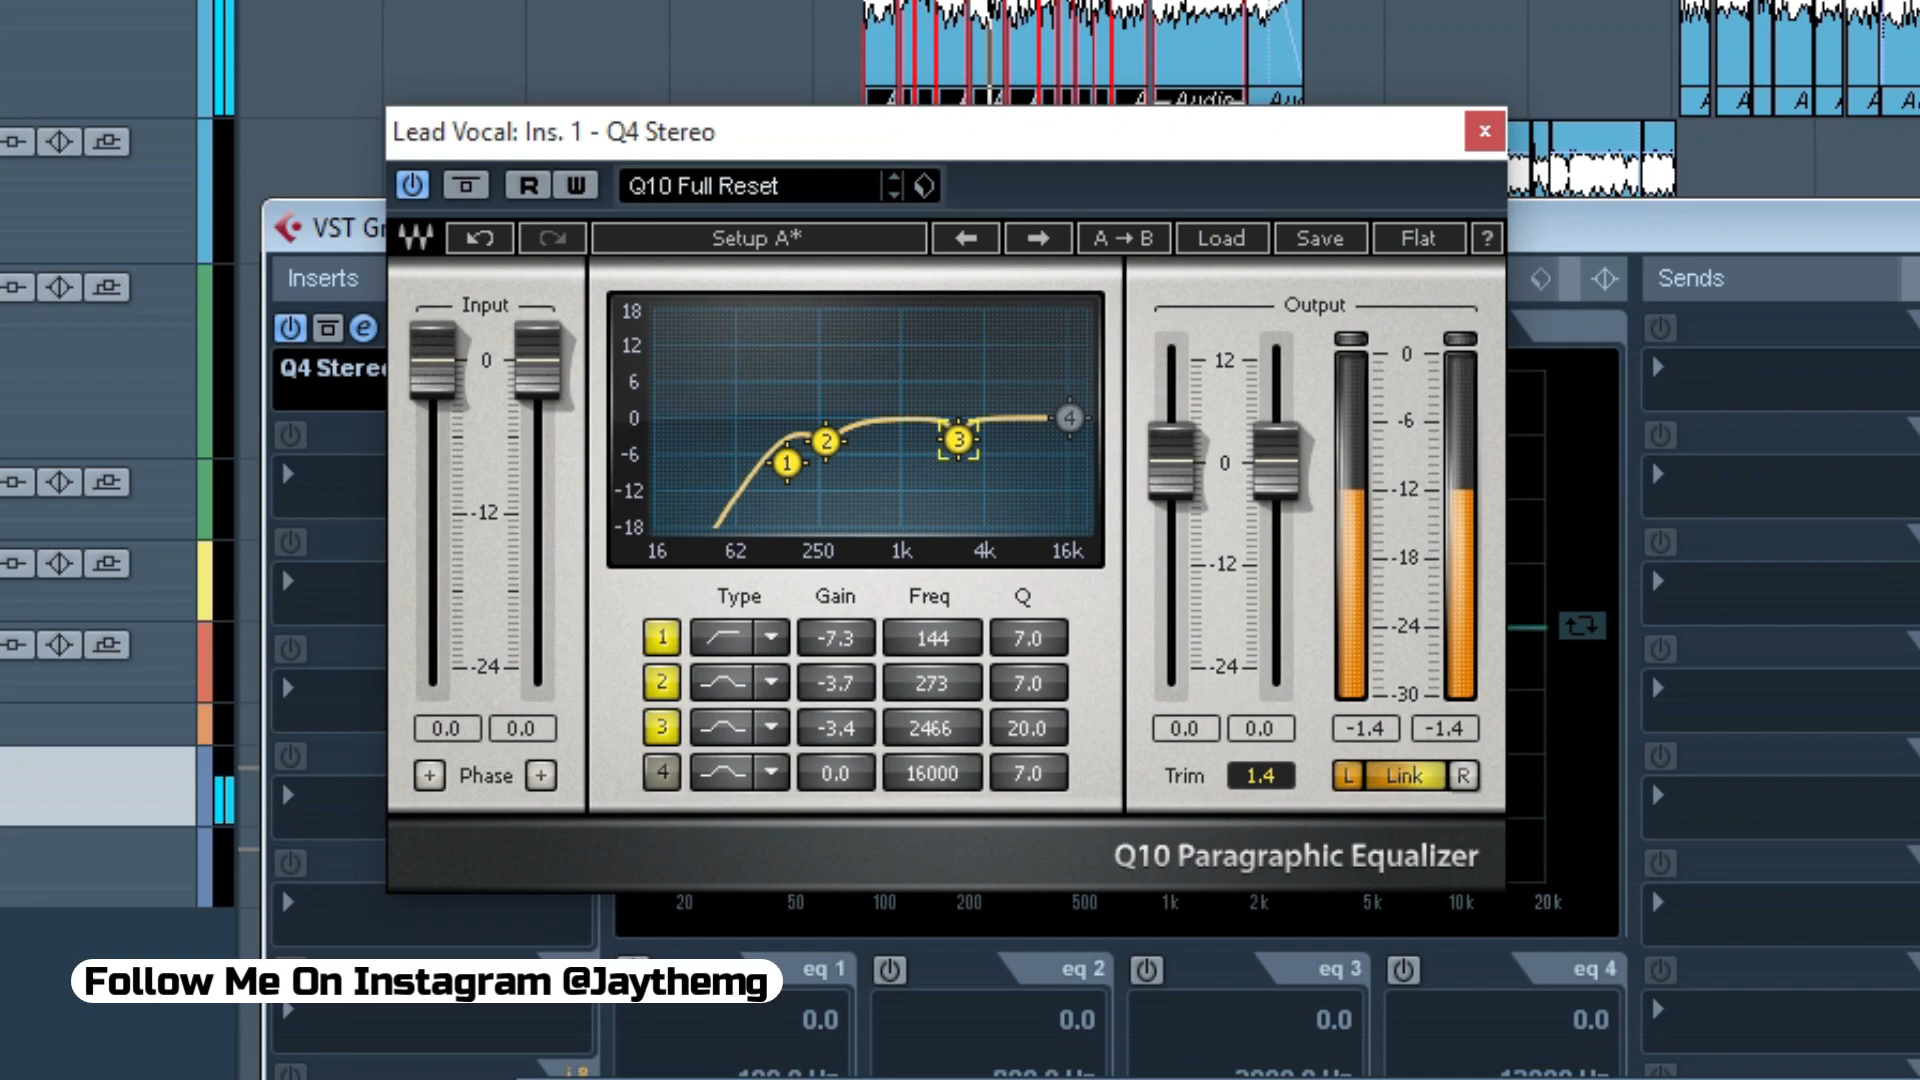 Audio
Lead Vocal: Ins. 1 - Q4 Stereo
x
R W Q10 Full Reset
VST Gr
Setup A* A→B Load Save Flat ?
Inserts
Sends
Input
Output
e
Q4 Stere
0
-12
-24
0.0 0.0
+ Phase +
18
12
6
0
-6
-12
-18
1 2 3 4
16 62 250 1k 4k 16k
Type Gain Freq Q
1 -7.3 144 7.0
2 -3.7 273 7.0
3 -3.4 2466 20.0
4 0.0 16000 7.0
12
0
-12
-24
0
-6
-12
-18
-24
-30
0.0 0.0 -1.4 -1.4
Trim 1.4 L Link R
Q10 Paragraphic Equalizer
20 50 100 200 500 1k 2k 5k 10k 20k
Follow Me On Instagram @Jaythemg
eq 1 eq 2 eq 3 eq 4
0.0 0.0 0.0 0.0